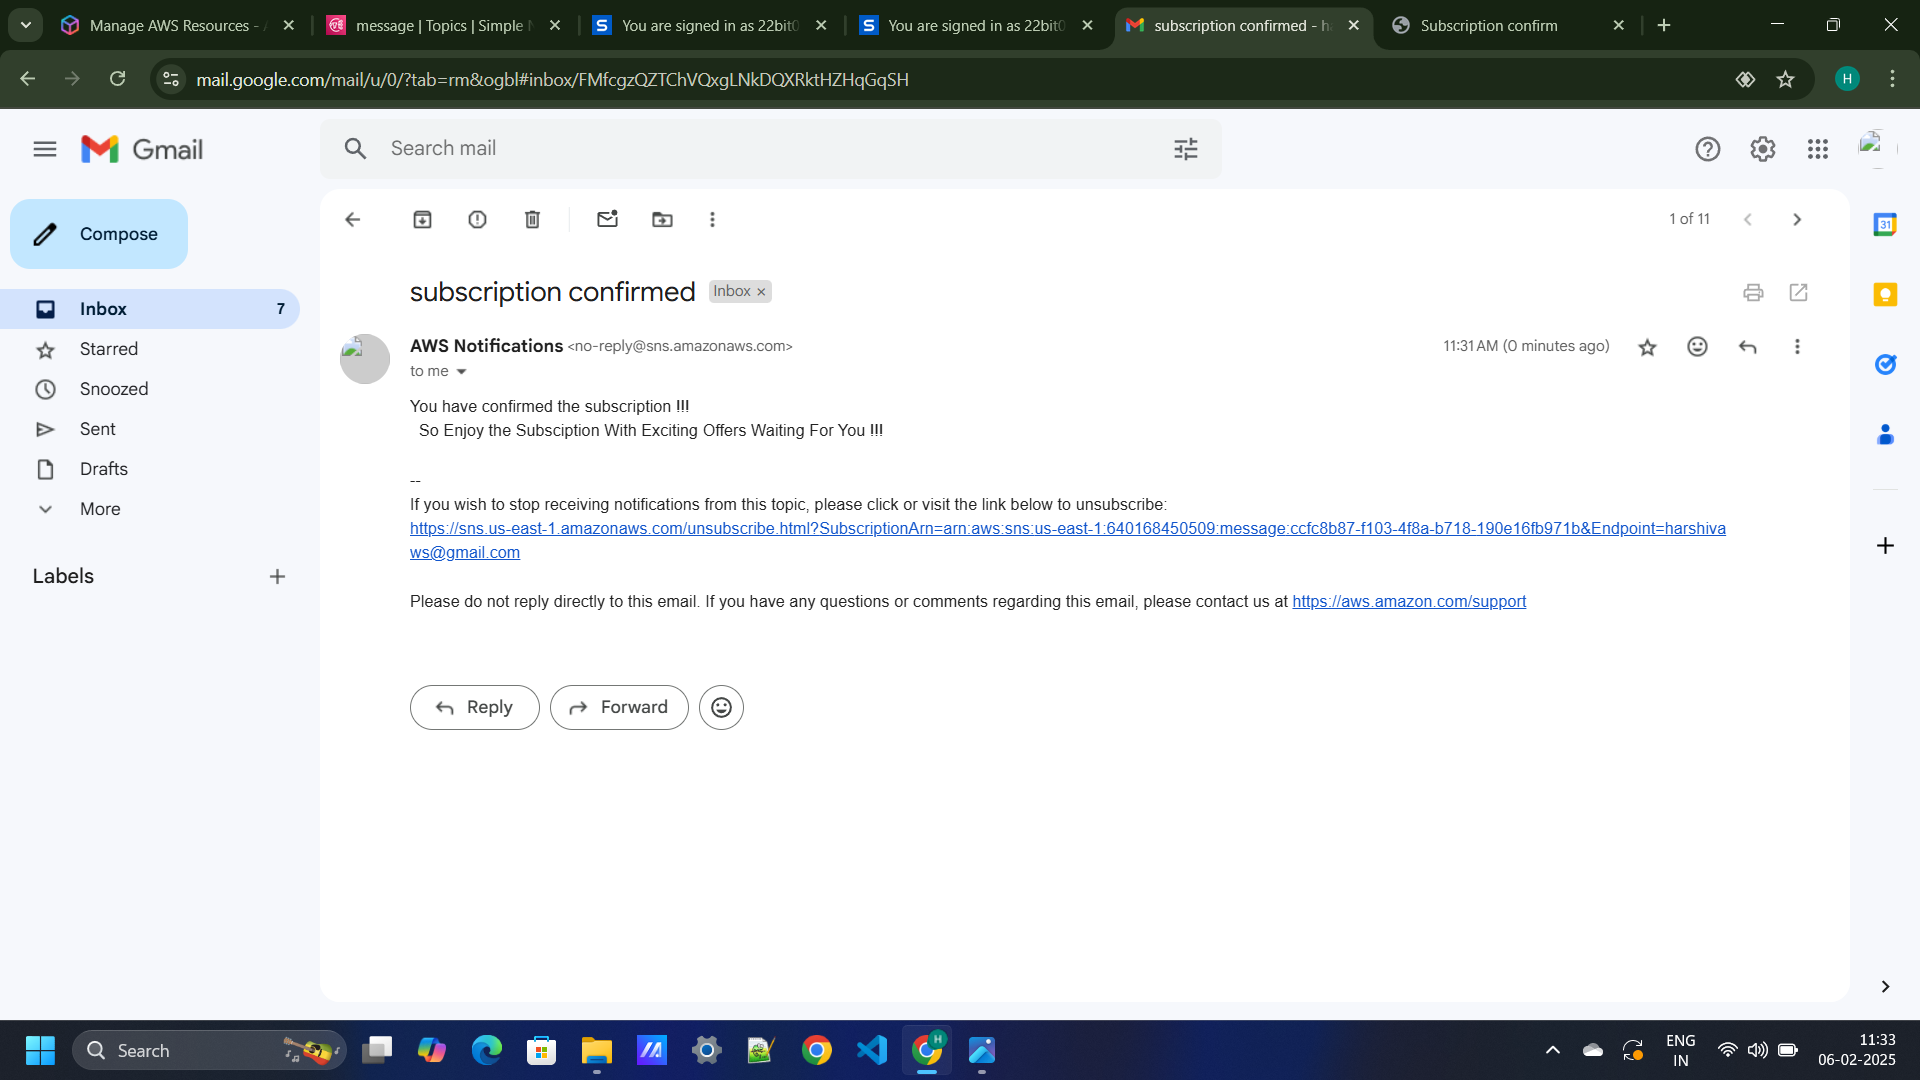 Manage AWS Resources -
message | Topics | Simple
You are signed in as 22bit0
You are signed in as 22bit0
subscription confirmed - ha
Subscription confirm
mail.google.com/mail/u/0/?tab=rm&ogbl#inbox/FMfcgzQZTChVQxgLNkDQXRktHZHqGqSH
H
Gmail
Search mail
Compose
1 of 11
31
subscription confirmed Inbox ×
Inbox 7
Starred
Snoozed
Sent
Drafts
More
Labels
AWS Notifications <no-reply@sns.amazonaws.com>
11:31 AM (0 minutes ago)
to me
You have confirmed the subscription !!!
So Enjoy the Subsciption With Exciting Offers Waiting For You !!!
--
If you wish to stop receiving notifications from this topic, please click or visit the link below to unsubscribe:
https://sns.us-east-1.amazonaws.com/unsubscribe.html?SubscriptionArn=arn:aws:sns:us-east-1:640168450509:message:ccfc8b87-f103-4f8a-b718-190e16fb971b&Endpoint=harshiva
ws@gmail.com
Please do not reply directly to this email. If you have any questions or comments regarding this email, please contact us at https://aws.amazon.com/support
Reply
Forward
Search
H
ENG
IN
11:33
06-02-2025